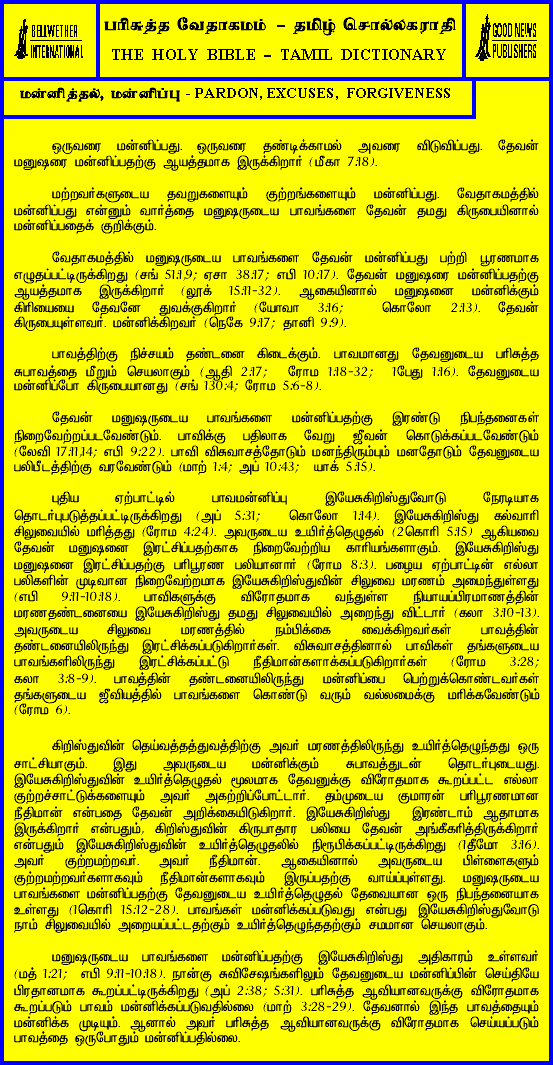 BELLWETHER
INTERNATIONAL
பரிசுத்த வேதாகமம் – தமிழ் சொல்லகராதி
THE HOLY BIBLE – TAMIL DICTIONARY
GOOD NEWS
PUBLISHERS
மன்னித்தல், மன்னிப்பு - PARDON, EXCUSES, FORGIVENESS
ஒருவரை மன்னிப்பது. ஒருவரை தண்டிக்காமல் அவரை விடுவிப்பது. தேவன்
மனுஷரை மன்னிப்பதற்கு ஆயத்தமாக இருக்கிறார் (மீகா 7:18).
மற்றவர்களுடைய தவறுகளையும் குற்றங்களையும் மன்னிப்பது. வேதாகமத்தில்
மன்னிப்பது என்னும் வார்த்தை மனுஷருடைய பாவங்களை தேவன் தமது கிருபையினால்
மன்னிப்பதைக் குறிக்கும்.
வேதாகமத்தில் மனுஷருடைய பாவங்களை தேவன் மன்னிப்பது பற்றி பூரணமாக
எழுதப்பட்டிருக்கிறது (சங் 51:1,9; ஏசா 38:17; எபி 10:17). தேவன் மனுஷரை மன்னிப்பதற்கு
ஆயத்தமாக இருக்கிறார் (லூக் 15:11-32). ஆகையினால் மனுஷனை மன்னிக்கும்
கிரியையை தேவனே துவக்குகிறார் (யோவா 3:16; கொலோ 2:13). தேவன்
கிருபையுள்ளவர். மன்னிக்கிறவர் (நெகே 9:17; தானி 9:9).
பாவத்திற்கு நிச்சயம் தண்டனை கிடைக்கும். பாவமானது தேவனுடைய பரிசுத்த
சுபாவத்தை மீறும் செயலாகும் (ஆதி 2:17; ரோம 1:18-32; 1பேது 1:16). தேவனுடைய
மன்னிப்போ கிருபையானது (சங் 130:4; ரோம 5:6-8).
தேவன் மனுஷருடைய பாவங்களை மன்னிப்பதற்கு இரண்டு நிபந்தனைகள்
நிறைவேற்றப்படவேண்டும். பாவிக்கு பதிலாக வேறு ஜீவன் கொடுக்கப்படவேண்டும்
(லேவி 17:11,14; எபி 9:22). பாவி விசுவாசத்தோடும் மனந்திரும்பும் மனதோடும் தேவனுடைய
பலிபீடத்திற்கு வரவேண்டும் (மாற் 1:4; அப் 10:43; யாக் 5:15).
புதிய ஏற்பாட்டில் பாவமன்னிப்பு இயேசுகிறிஸ்துவோடு நேரடியாக
தொடர்புபடுத்தப்பட்டிருக்கிறது (அப் 5:31; கொலோ 1:14). இயேசுகிறிஸ்து கல்வாரி
சிலுவையில் மரித்தது (ரோம 4:24). அவருடைய உயிர்த்தெழுதல் (2கொரி 5:15) ஆகியவை
தேவன் மனுஷனை இரட்சிப்பதற்காக நிறைவேற்றிய காரியங்களாகும். இயேசுகிறிஸ்து
மனுஷனை இரட்சிப்பதற்கு பரிபூரண பலியானார் (ரோம 8:3). பழைய ஏற்பாட்டின் எல்லா
பலிகளின் முடிவான நிறைவேற்றமாக இயேசுகிறிஸ்துவின் சிலுவை மரணம் அமைந்துள்ளது
(எபி 9:11-10:18). பாவிகளுக்கு விரோதமாக வந்துள்ள நியாயப்பிரமாணத்தின்
மரணதண்டனையை இயேசுகிறிஸ்து தமது சிலுவையில் அறைந்து விட்டார் (கலா 3:10-13).
அவருடைய சிலுவை மரணத்தில் நம்பிக்கை வைக்கிறவர்கள் பாவத்தின்
தண்டனையிலிருந்து இரட்சிக்கப்படுகிறார்கள். விசுவாசத்தினால் பாவிகள் தங்களுடைய
பாவங்களிலிருந்து இரட்சிக்கப்பட்டு நீதிமான்களாக்கப்படுகிறார்கள் (ரோம 3:28;
கலா 3:8-9). பாவத்தின் தண்டனையிலிருந்து மன்னிப்பை பெற்றுக்கொண்டவர்கள்
தங்களுடைய ஜீவியத்தில் பாவங்களை கொண்டு வரும் வல்லமைக்கு மரிக்கவேண்டும்
(ரோம 6).
கிறிஸ்துவின் தெய்வத்தத்துவத்திற்கு அவர் மரணத்திலிருந்து உயிர்த்தெழுந்தது ஒரு
சாட்சியாகும். இது அவருடைய மன்னிக்கும் சுபாவத்துடன் தொடர்புடையது.
இயேசுகிறிஸ்துவின் உயிர்த்தெழுதல் மூலமாக தேவனுக்கு விரோதமாக கூறப்பட்ட எல்லா
குற்றச்சாட்டுக்களையும் அவர் அகற்றிப்போட்டார். தம்முடைய குமாரன் பரிபூரணமான
நீதிமான் என்பதை தேவன் அறிக்கையிடுகிறார். இயேசுகிறிஸ்து இரண்டாம் ஆதாமாக
இருக்கிறார் என்பதும், கிறிஸ்துவின் கிருபாதார பலியை தேவன் அங்கீகரித்திருக்கிறார்
என்பதும் இயேசுகிறிஸ்துவின் உயிர்த்தெழுதலில் நிரூபிக்கப்பட்டிருக்கிறது (1தீமோ 3:16).
அவர் குற்றமற்றவர். அவர் நீதிமான். ஆகையினால் அவருடைய பிள்ளைகளும்
குற்றமற்றவர்களாகவும் நீதிமான்களாகவும் இருப்பதற்கு வாய்ப்புள்ளது. மனுஷருடைய
பாவங்களை மன்னிப்பதற்கு தேவனுடைய உயிர்த்தெழுதல் தேவையான ஒரு நிபந்தனையாக
உள்ளது (1கொரி 15:12-28). பாவங்கள் மன்னிக்கப்படுவது என்பது இயேசுகிறிஸ்துவோடு
நாம் சிலுவையில் அறையப்பட்டதற்கும் உயிர்த்தெழுந்ததற்கும் சமமான செயலாகும்.
மனுஷருடைய பாவங்களை மன்னிப்பதற்கு இயேசுகிறிஸ்து அதிகாரம் உள்ளவர்
(மத் 1:21; எபி 9:11-10:18). நான்கு சுவிசேஷங்களிலும் தேவனுடைய மன்னிப்பின் செய்தியே
பிரதானமாக கூறப்பட்டிருக்கிறது (அப் 2:38; 5:31). பரிசுத்த ஆவியானவருக்கு விரோதமாக
கூறப்படும் பாவம் மன்னிக்கப்படுவதில்லை (மாற் 3:28-29). தேவனால் இந்த பாவத்தையும்
மன்னிக்க முடியும். ஆனால் அவர் பரிசுத்த ஆவியானவருக்கு விரோதமாக செய்யப்படும்
பாவத்தை ஒருபோதும் மன்னிப்பதில்லை.